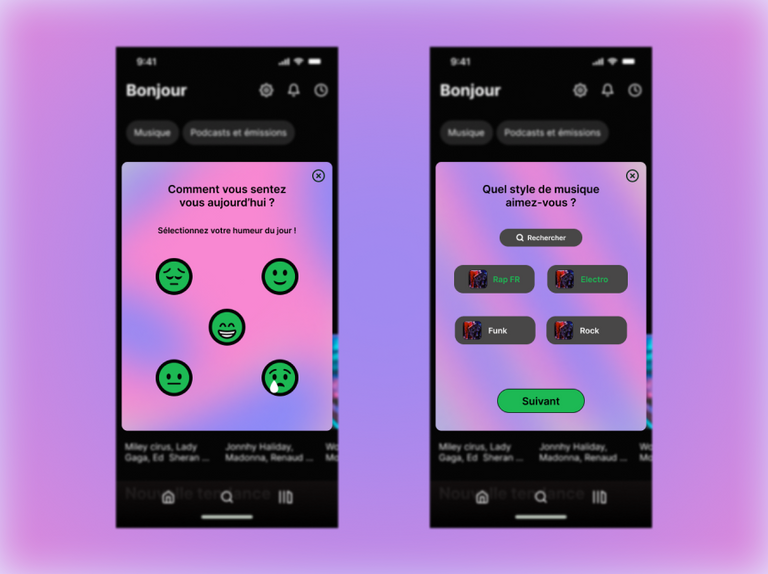 9:41
Bonjour
Musique
Podcasts et émissions
Comment vous sentez
vous aujourd'hui ?
Sélectionnez votre humeur du jour !
Miley cirus, Lady
Gaga, Ed Sheran ...
Jonnhy Haliday,
Madonna, Renaud ...
Wo
Mo
Nouvelle tendance
9:41
Bonjour
Musique
Podcasts et émissions
Quel style de musique
aimez-vous ?
Rechercher
Rap FR
Electro
Funk
Rock
Suivant
Miley cirus, Lady
Gaga, Ed Sheran ...
Jonnhy Haliday,
Madonna, Renaud ...
Wo
Mo
Nouvelle tendance